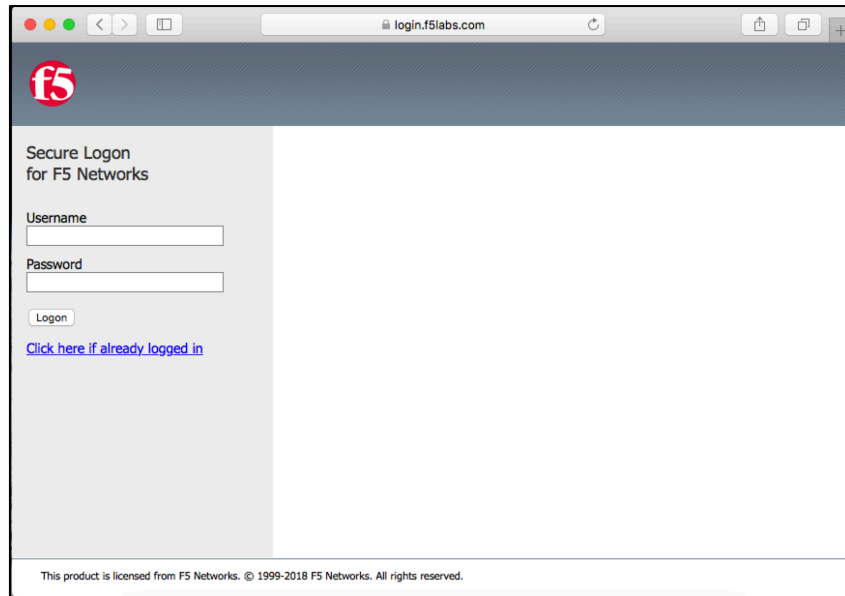 login.f5labs.com
f5
Secure Logon
for F5 Networks
Username
Password
Logon
Click here if already logged in
This product is licensed from F5 Networks. © 1999-2018 F5 Networks. All rights reserved.